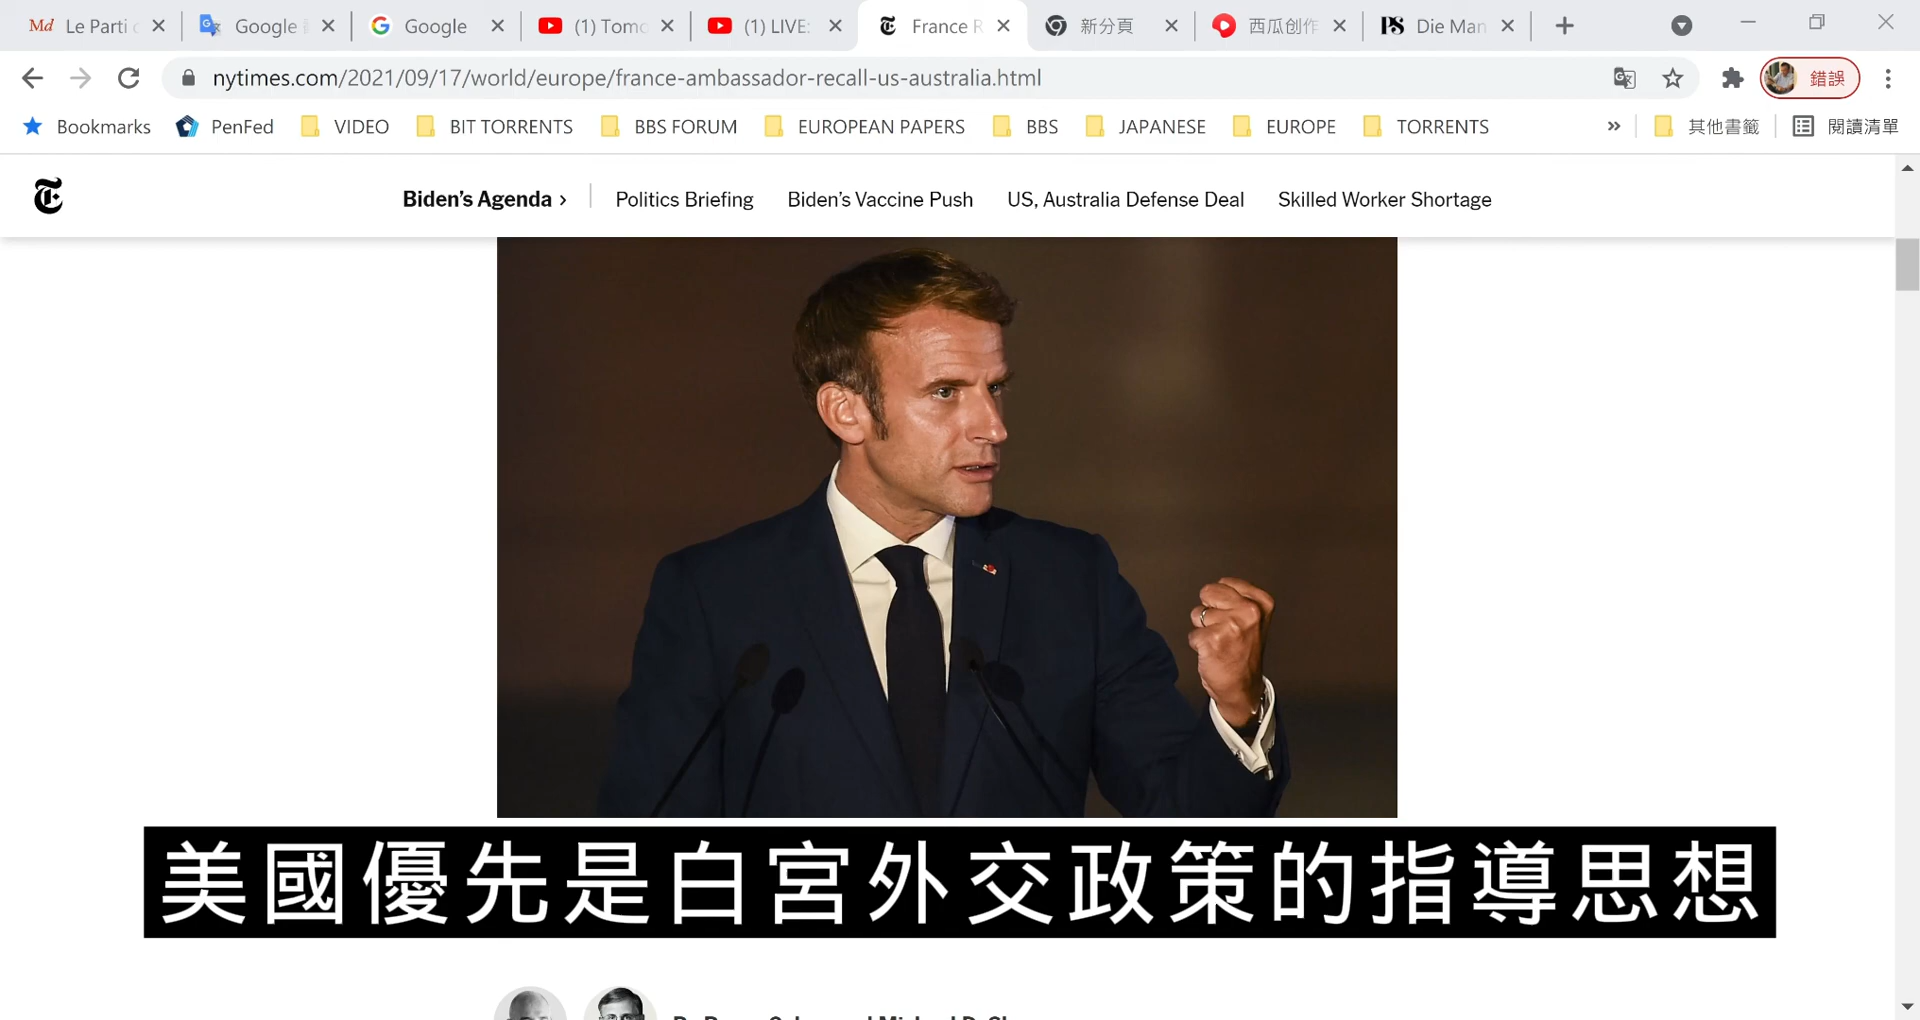 Md Le Parti
Google
Google
(1) Tomo
(1) LIVE:
France R
新分頁
西瓜创作
PS Die Man
nytimes.com/2021/09/17/world/europe/france-ambassador-recall-us-australia.html
錯誤
Bookmarks PenFed VIDEO BIT TORRENTS BBS FORUM EUROPEAN PAPERS BBS JAPANESE EUROPE TORRENTS » 其他書籤 閱讀清單
Biden’s Agenda › Politics Briefing Biden’s Vaccine Push US, Australia Defense Deal Skilled Worker Shortage
美國優先是白宮外交政策的指導思想